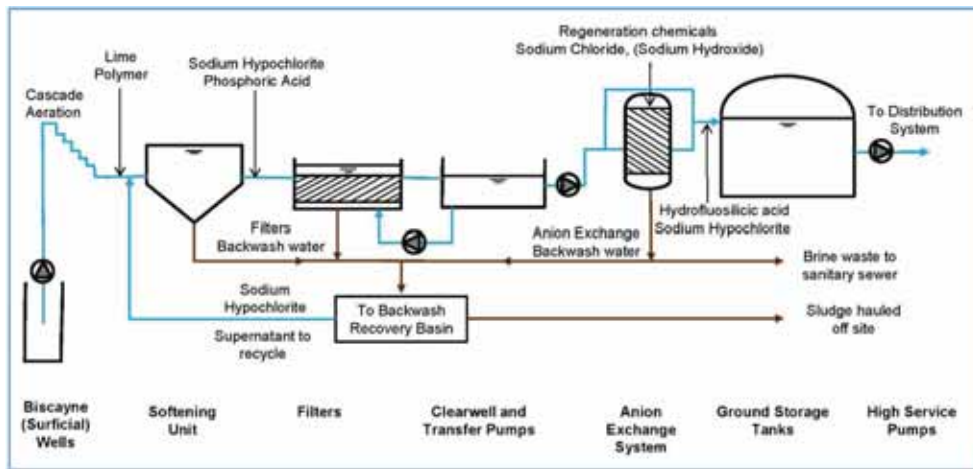 Regeneration chemicals
Sodium Chloride, (Sodium Hydroxide)
Lime
Polymer
Sodium Hypochlorite
Phosphoric Acid
Cascade
Aeration
To Distribution
System
Hydrofluosilicic acid
Sodium Hypochlorite
Filters
Backwash water
Anion Exchange
Backwash water
Brine waste to
sanitary sewer
Sodium
Hypochlorite
To Backwash
Recovery Basin
Supernatant to
recycle
Sludge hauled
off site
Biscayne
(Surficial)
Wells
Softening
Unit
Filters
Clearwell and
Transfer Pumps
Anion
Exchange
System
Ground Storage
Tanks
High Service
Pumps